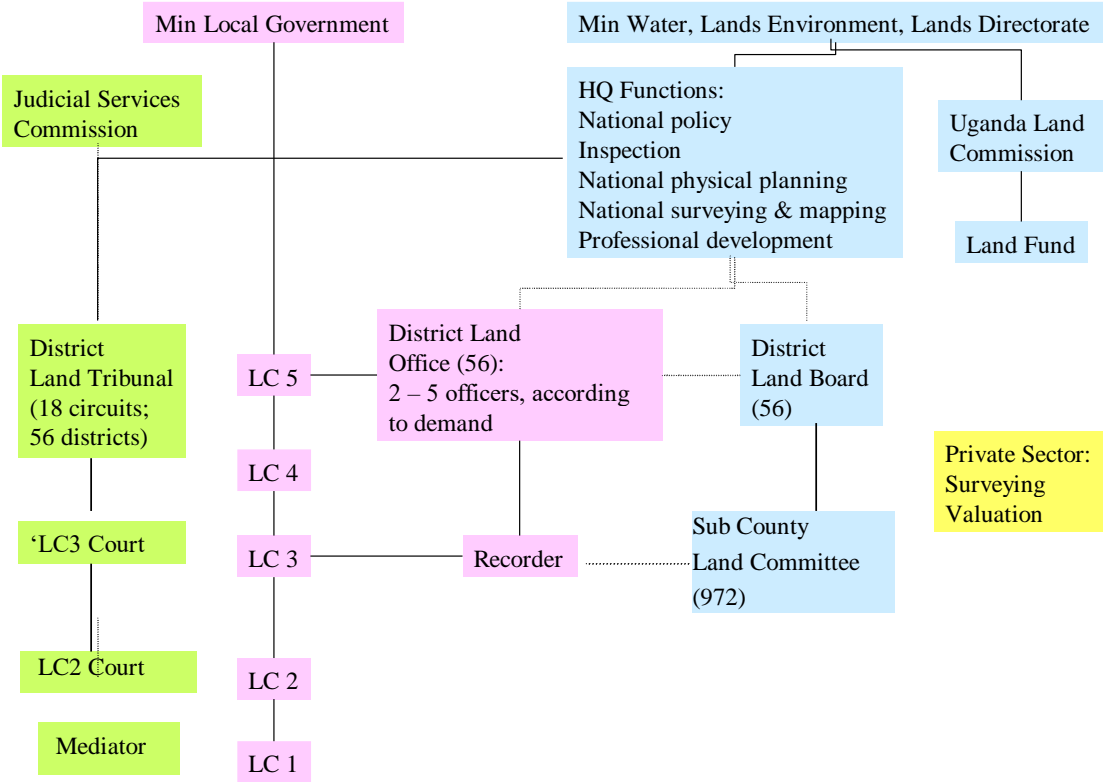 Min Local Government
Min Water, Lands Environment, Lands Directorate
Judicial Services
Commission
HQ Functions:
National policy
Inspection
National physical planning
National surveying & mapping
Professional development
Uganda Land
Commission
Land Fund
District
Land Tribunal
(18 circuits;
56 districts)
LC 5
District Land
Office (56):
2 – 5 officers, according
to demand
District
Land Board
(56)
LC 4
Private Sector:
Surveying
Valuation
‘LC3 Court
LC 3
Recorder
Sub County
Land Committee
(972)
LC2 Court
LC 2
Mediator
LC 1